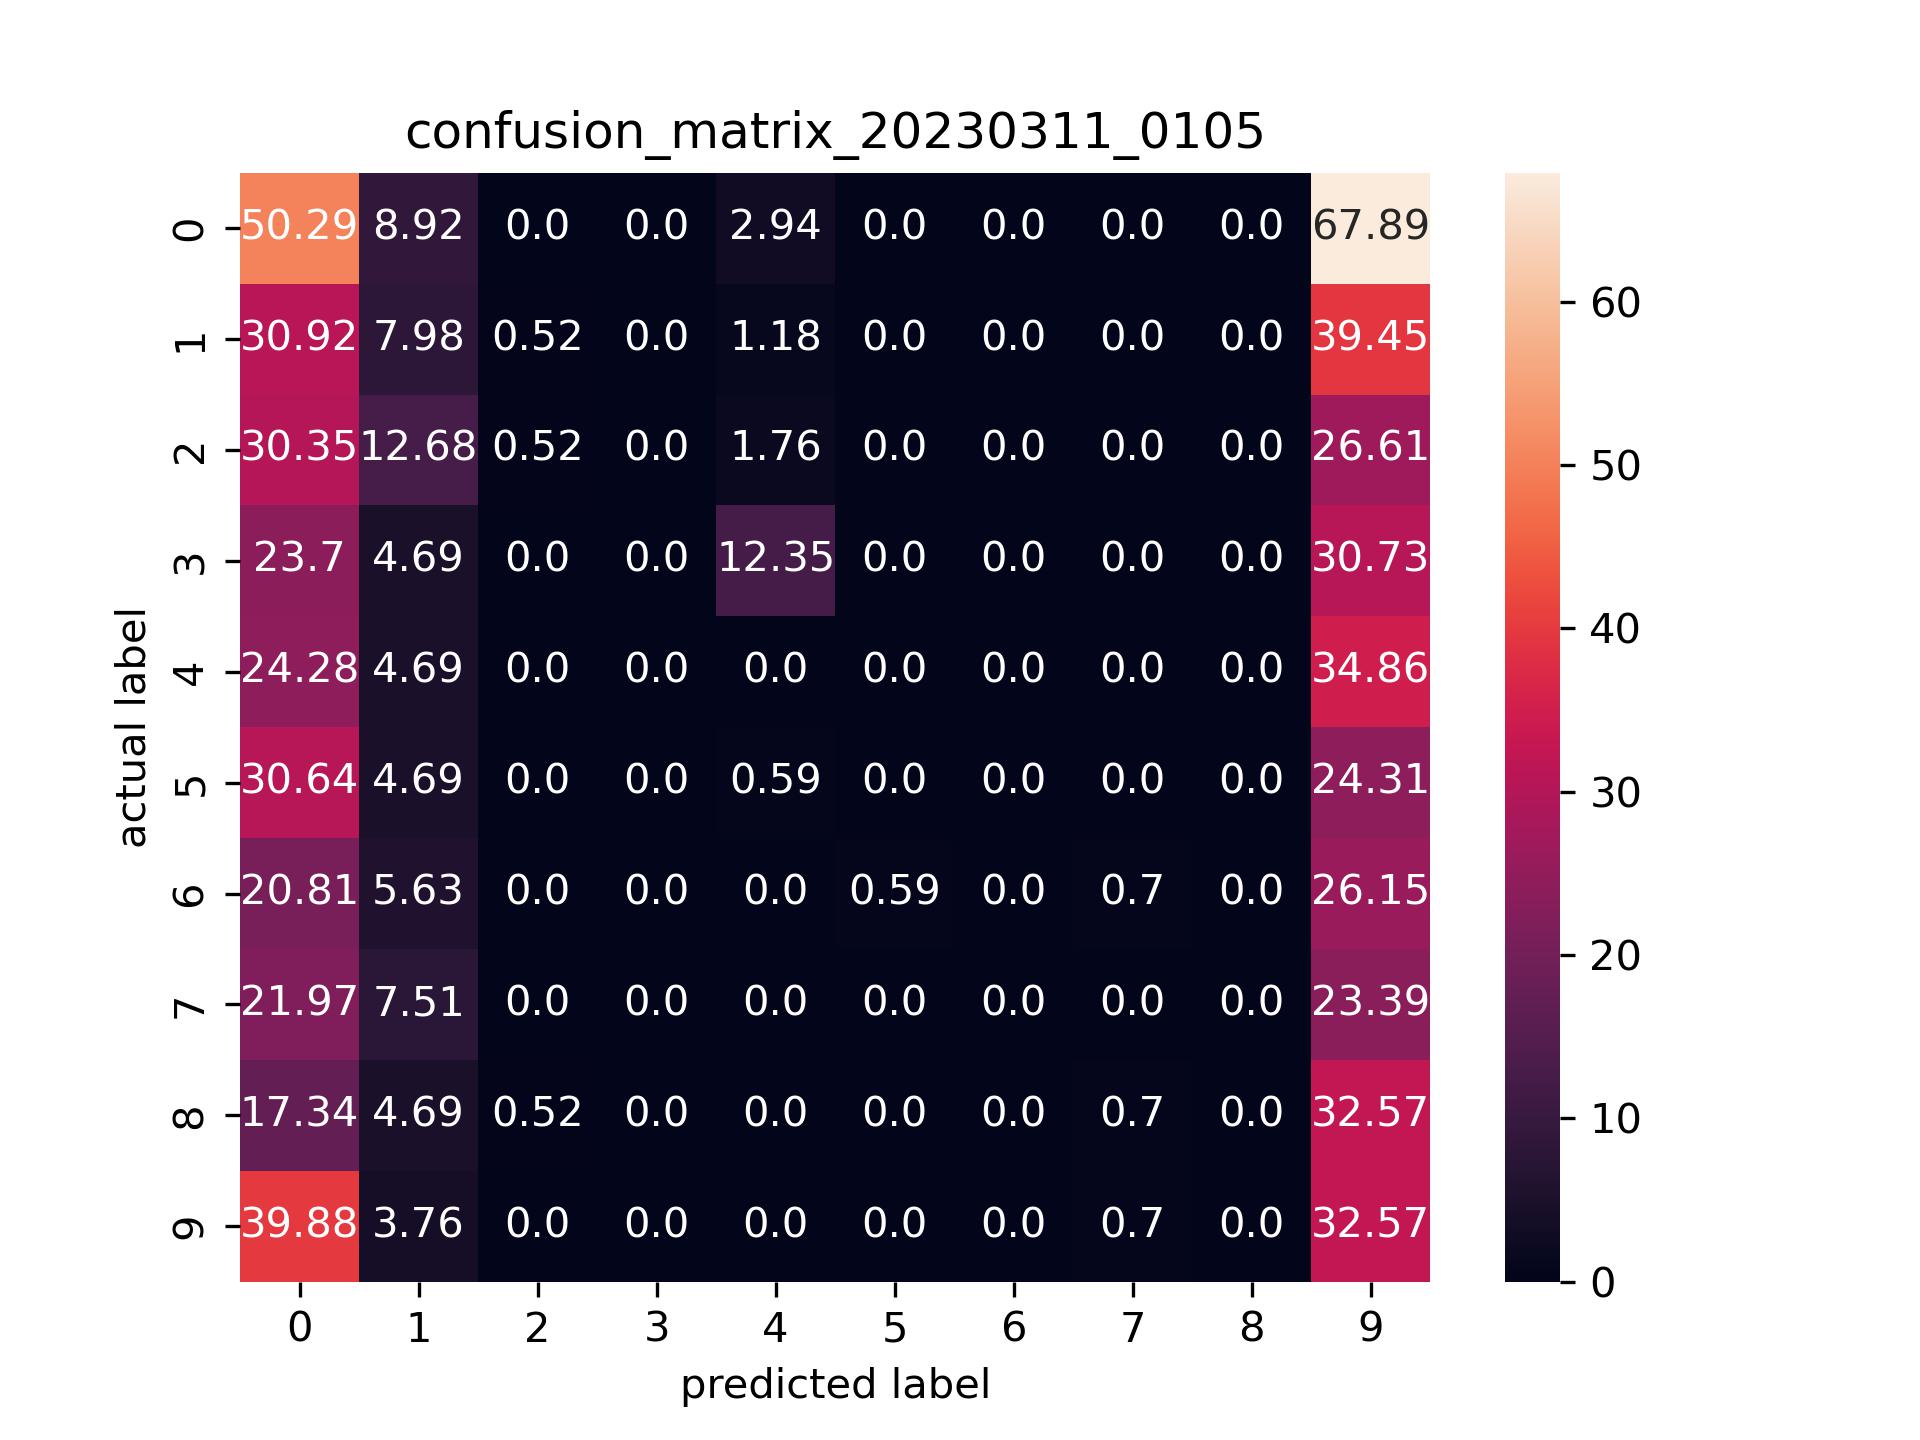 confusion_matrix_20230311_0105
0 50.29 8.92 0.0 0.0 2.94 0.0 0.0 0.0 0.0 67.89
1 30.92 7.98 0.52 0.0 1.18 0.0 0.0 0.0 0.0 39.45
2 30.35 12.68 0.52 0.0 1.76 0.0 0.0 0.0 0.0 26.61
3 23.7 4.69 0.0 0.0 12.35 0.0 0.0 0.0 0.0 30.73
4 24.28 4.69 0.0 0.0 0.0 0.0 0.0 0.0 0.0 34.86
5 30.64 4.69 0.0 0.0 0.59 0.0 0.0 0.0 0.0 24.31
6 20.81 5.63 0.0 0.0 0.0 0.59 0.0 0.7 0.0 26.15
7 21.97 7.51 0.0 0.0 0.0 0.0 0.0 0.0 0.0 23.39
8 17.34 4.69 0.52 0.0 0.0 0.0 0.0 0.7 0.0 32.57
9 39.88 3.76 0.0 0.0 0.0 0.0 0.0 0.7 0.0 32.57
0 1 2 3 4 5 6 7 8 9
predicted label
actual label
60
50
40
30
20
10
0